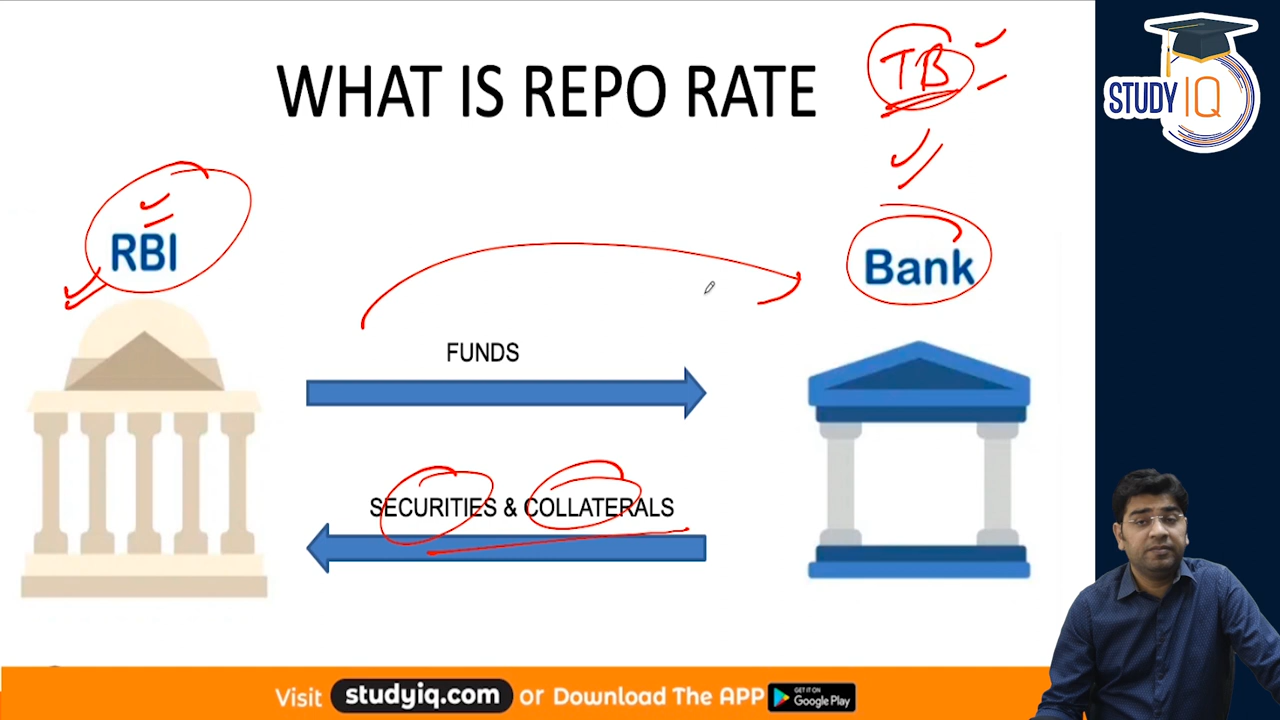 WHAT IS REPO RATE
TB
STUDY IQ
RBI
Bank
FUNDS
SECURITIES & COLLATERALS
Visit studyiq.com or Download The APP GET IT ON Google Play